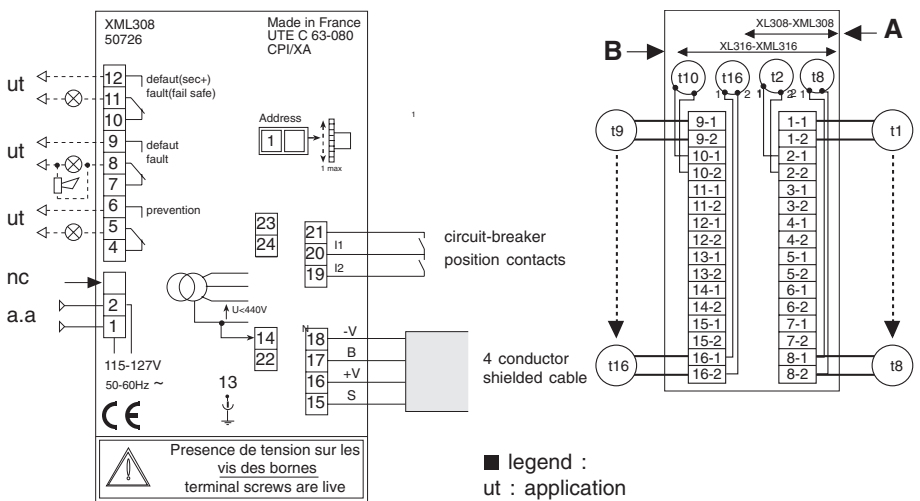 XML308
50726
Made in France
UTE C 63-080
CPI/XA
ut
12
11
10
defaut(sec+)
fault(fail safe)
ut
9
8
7
defaut
fault
ut
6
5
4
prevention
nc
a.a
2
1
115-127V
50-60Hz ~
CE
Address
1
1 max
1
23
24
U<440V
14
22
13
21
20
19
I1
I2
circuit-breaker
position contacts
N
18
17
16
15
-V
B
+V
S
4 conductor
shielded cable
Presence de tension sur les
vis des bornes
terminal screws are live
XL308-XML308
A
B
XL316-XML316
t10
t16
t2
t8
1 2
1 2
2 1
t9
t16
9-1
9-2
10-1
10-2
11-1
11-2
12-1
12-2
13-1
13-2
14-1
14-2
15-1
15-2
16-1
16-2
1-1
1-2
2-1
2-2
3-1
3-2
4-1
4-2
5-1
5-2
6-1
6-2
7-1
7-2
8-1
8-2
t1
t8
■ legend :
ut : application